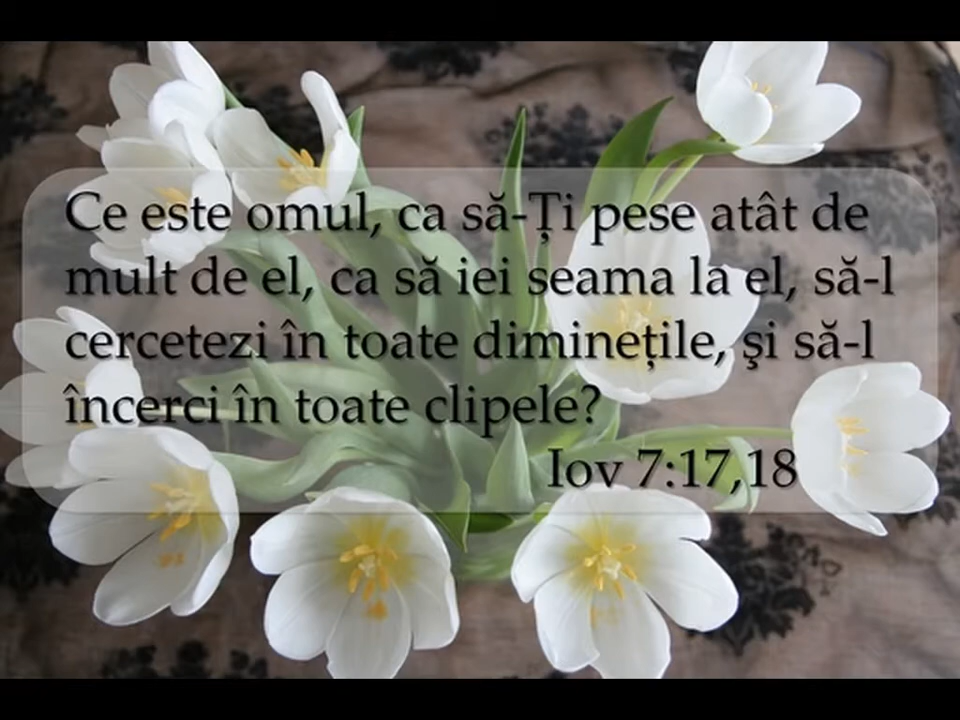 Ce este omul, ca să-Ți pese atât de
mult de el, ca să iei seama la el, să-l
cercetezi în toate diminețile, şi să-l
încerci în toate clipele?
Iov 7:17,18